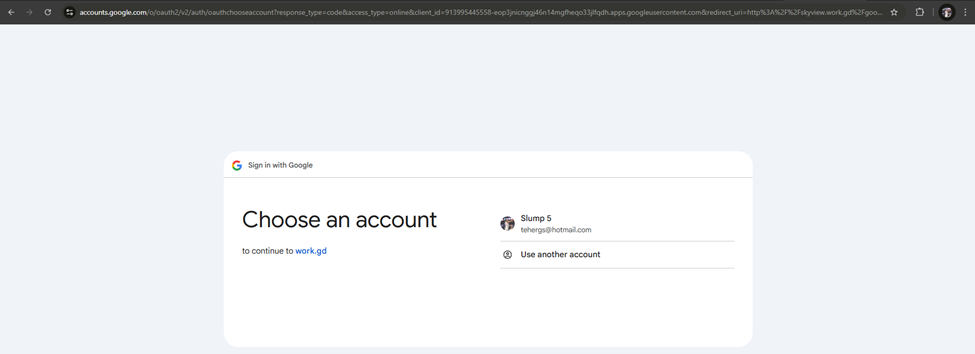 accounts.google.com/o/oauth2/v2/auth/oauthchooseaccount?response_type=code&access_type=online&client_id=913995445558-eop3jnicnggj46n14mgfheqo33jlfqdh.apps.googleusercontent.com&redirect_uri=http%3A%2F%2Fskyview.work.gd%2Fgoo...
Sign in with Google
Choose an account
to continue to work.gd
Slump 5
tehergs@hotmail.com
Use another account